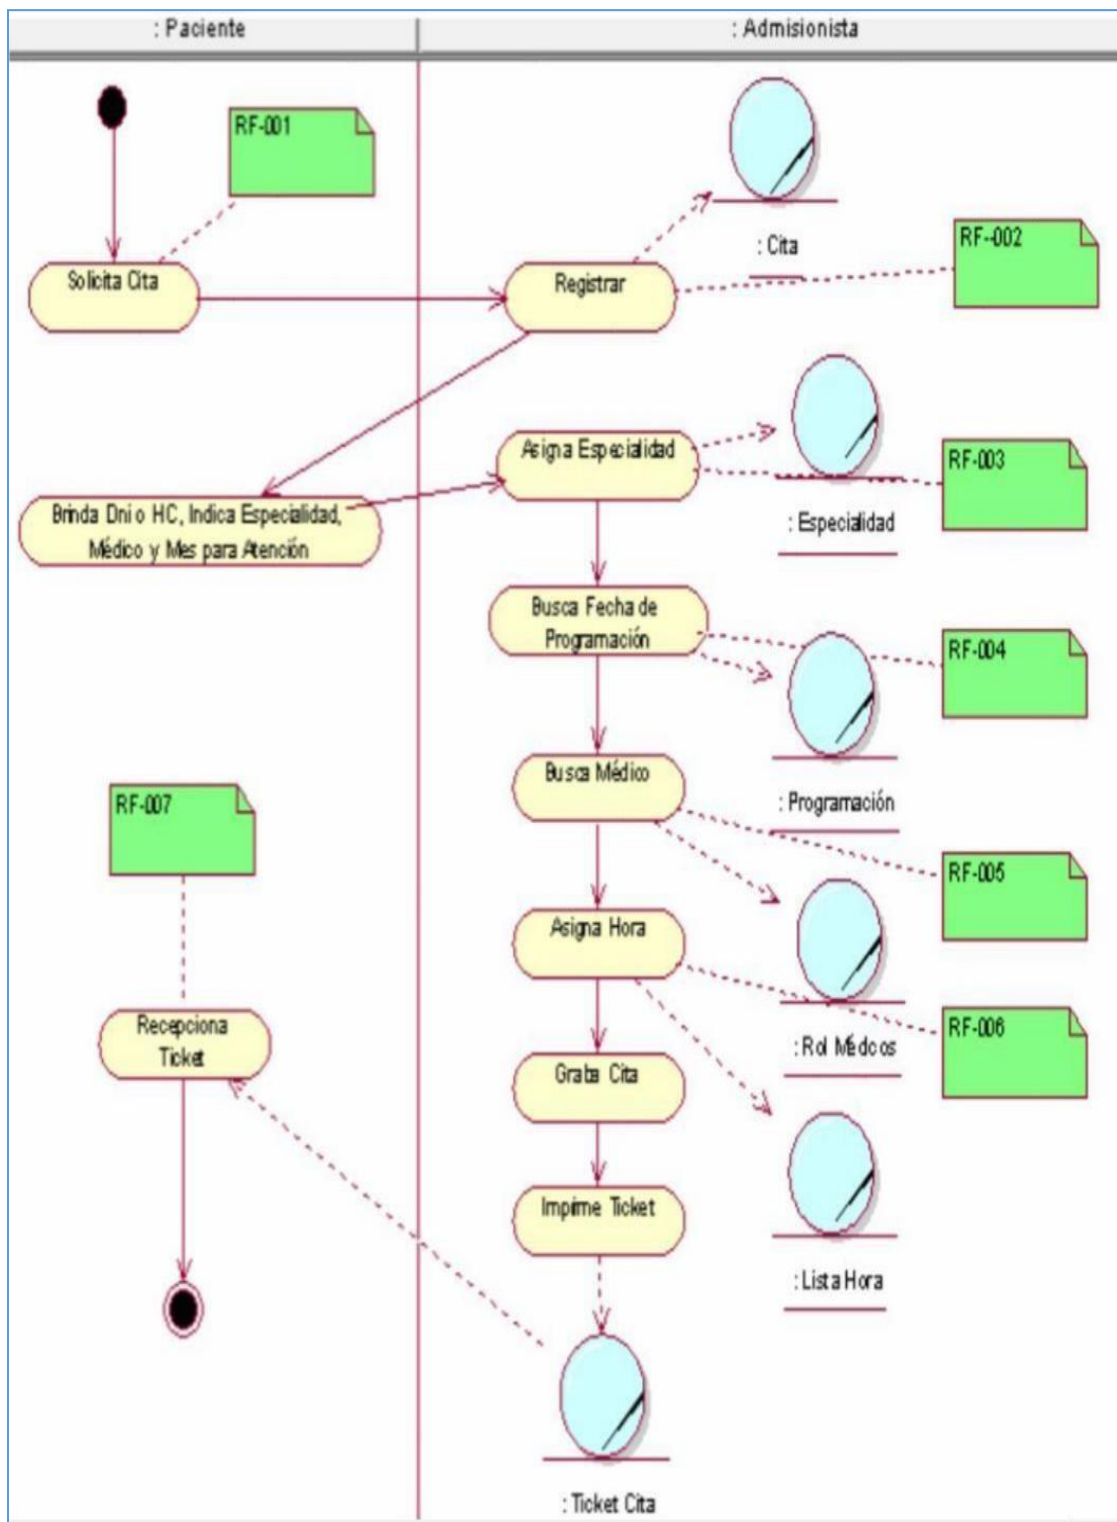 : Paciente
: Admisionista
RF-001
: Cita
RF--002
Solicita Cita
Registrar
Asigna Especialidad
RF-003
: Especialidad
Brinda Dni o HC, Indica Especialidad,
Médico y Mes para Atención
Busca Fecha de
Programación
RF-004
: Programación
Busca Médico
RF-007
RF-005
Asigna Hora
: Rol Médcos
RF-006
Recepciona
Ticket
Graba Cita
Imprime Ticket
: Lista Hora
: Ticket Cita